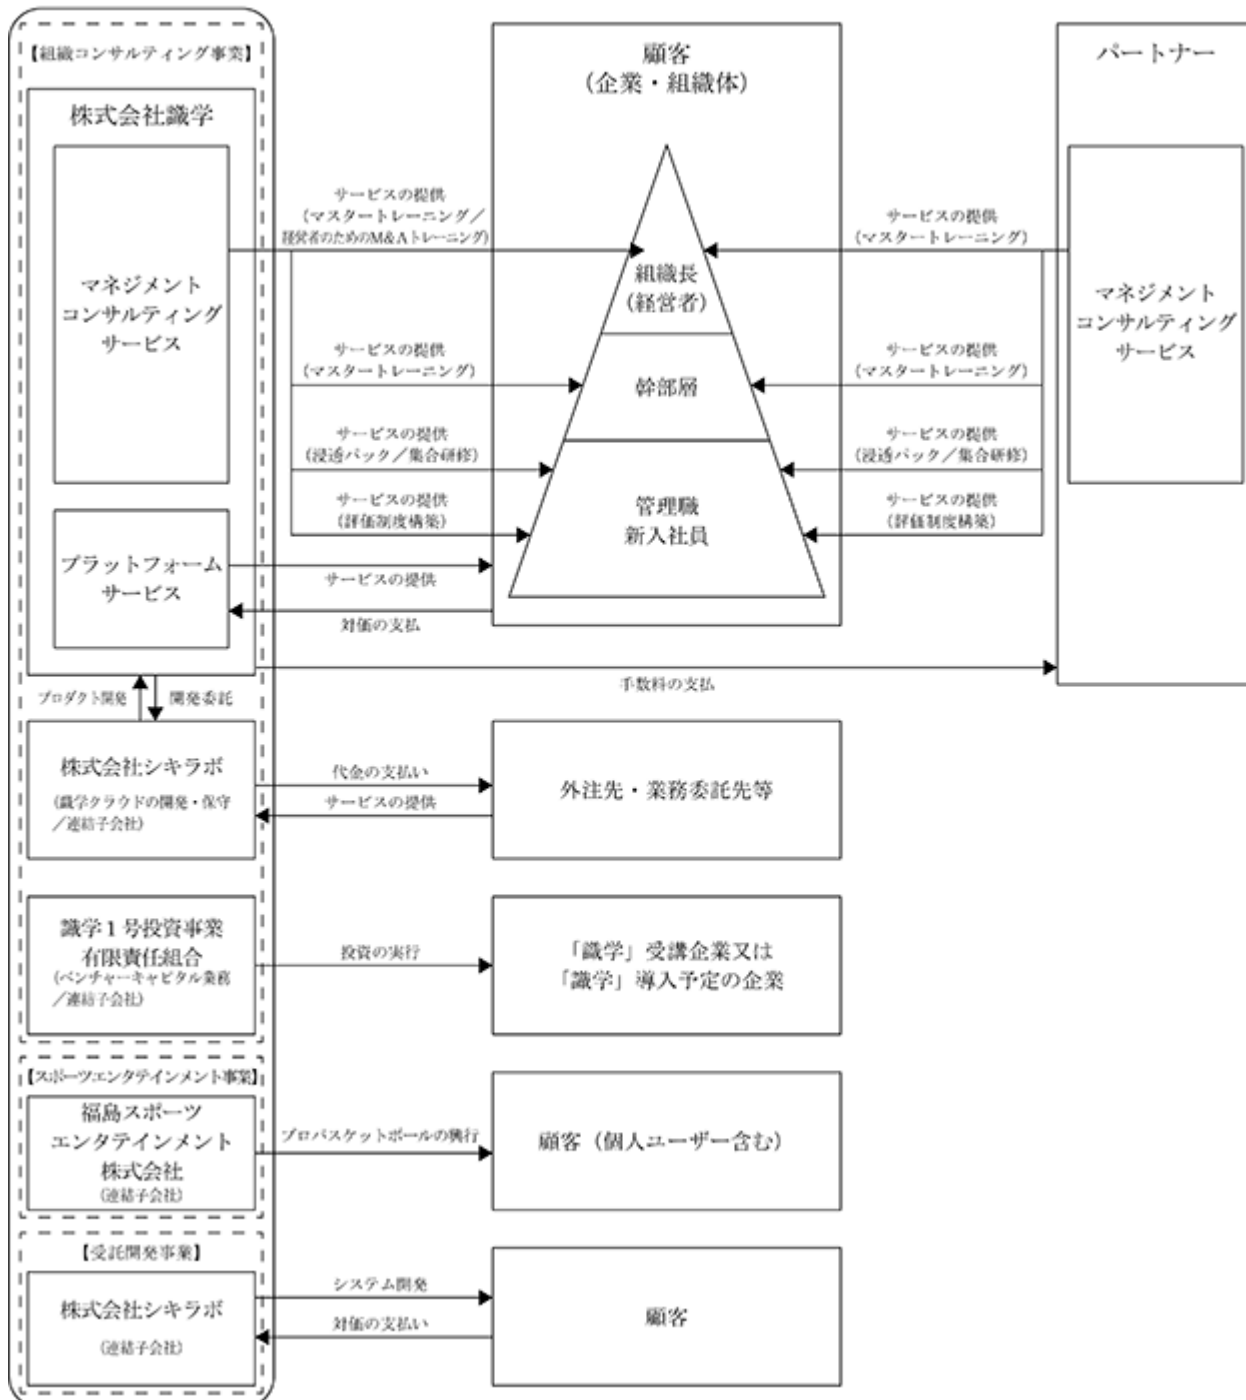 【組織コンサルティング事業】
株式会社識学
マネジメント
コンサルティング
サービス
プラットフォーム
サービス
プロダクト開発
開発委託
株式会社シキラボ
(識学クラウドの開発・保守
／連結子会社)
識学１号投資事業
有限責任組合
(ベンチャーキャピタル業務
／連結子会社)
【スポーツエンタテインメント事業】
福島スポーツ
エンタテインメント
株式会社
(連結子会社)
【受託開発事業】
株式会社シキラボ
(連結子会社)
サービスの提供
(マスタートレーニング／
経営者のためのM&Aトレーニング)
サービスの提供
(マスタートレーニング)
サービスの提供
(浸透パック／集合研修)
サービスの提供
(評価制度構築)
サービスの提供
対価の支払
手数料の支払
代金の支払い
サービスの提供
投資の実行
プロバスケットボールの興行
システム開発
対価の支払い
顧客
（企業・組織体）
組織長
(経営者)
幹部層
管理職
新入社員
外注先・業務委託先等
「識学」受講企業又は
「識学」導入予定の企業
顧客（個人ユーザー含む）
顧客
サービスの提供
(マスタートレーニング)
サービスの提供
(マスタートレーニング)
サービスの提供
(浸透パック／集合研修)
サービスの提供
(評価制度構築)
パートナー
マネジメント
コンサルティング
サービス